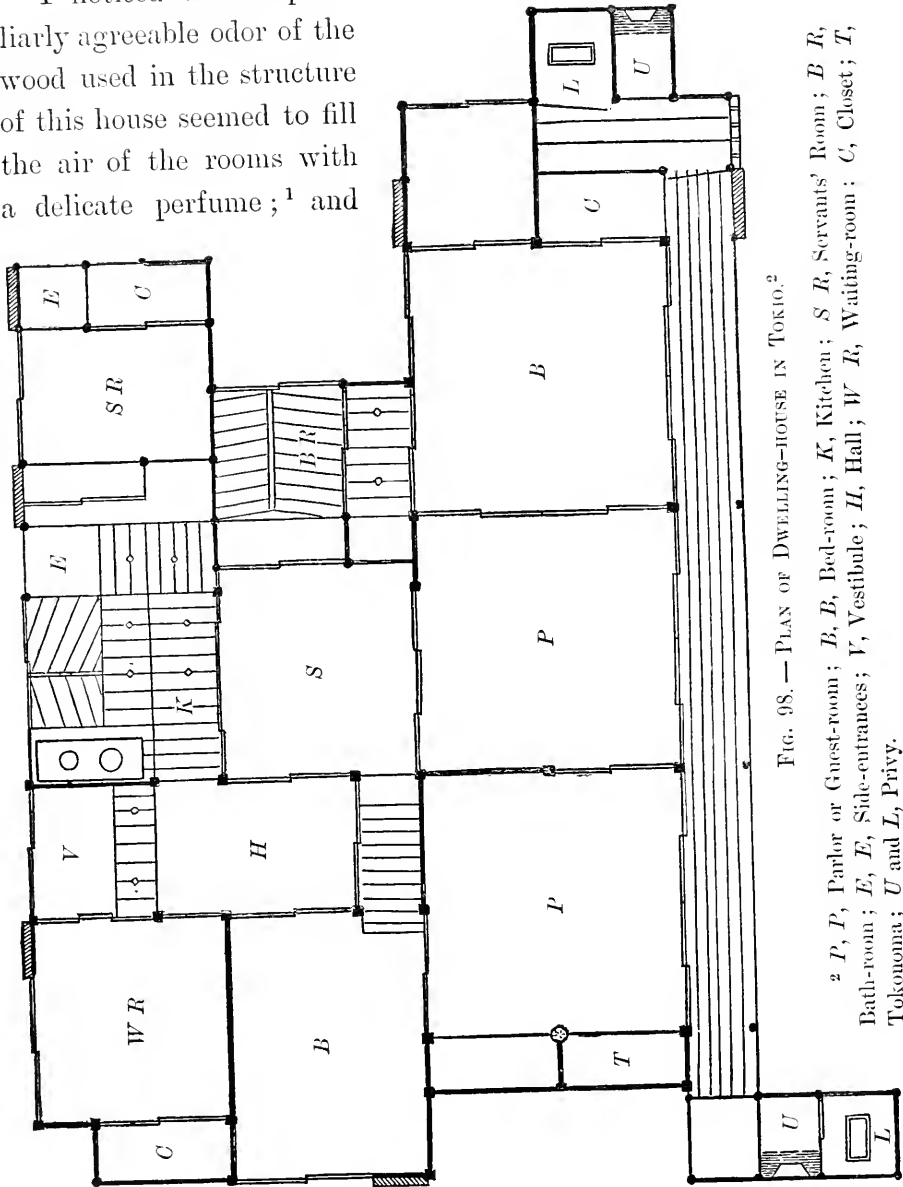 I noticed
liarly agreeable odor of the
wood used in the structure
of this house seemed to fill
the air of the rooms with
a delicate perfume;¹ and
C
W R
V
K
E
S R
E
C
B
H
S
B R
T
P
P
B
C
L
U
U
L
FIG. 98. — PLAN OF DWELLING-HOUSE IN TOKIO.²
² P, P, Parlor or Guest-room; B, B, Bed-room; K, Kitchen; S R, Servants' Room; B R,
Bath-room; E, E, Side-entrances; V, Vestibule; H, Hall; W R, Waiting-room: C, Closet; T,
Tokonoma; U and L, Privy.